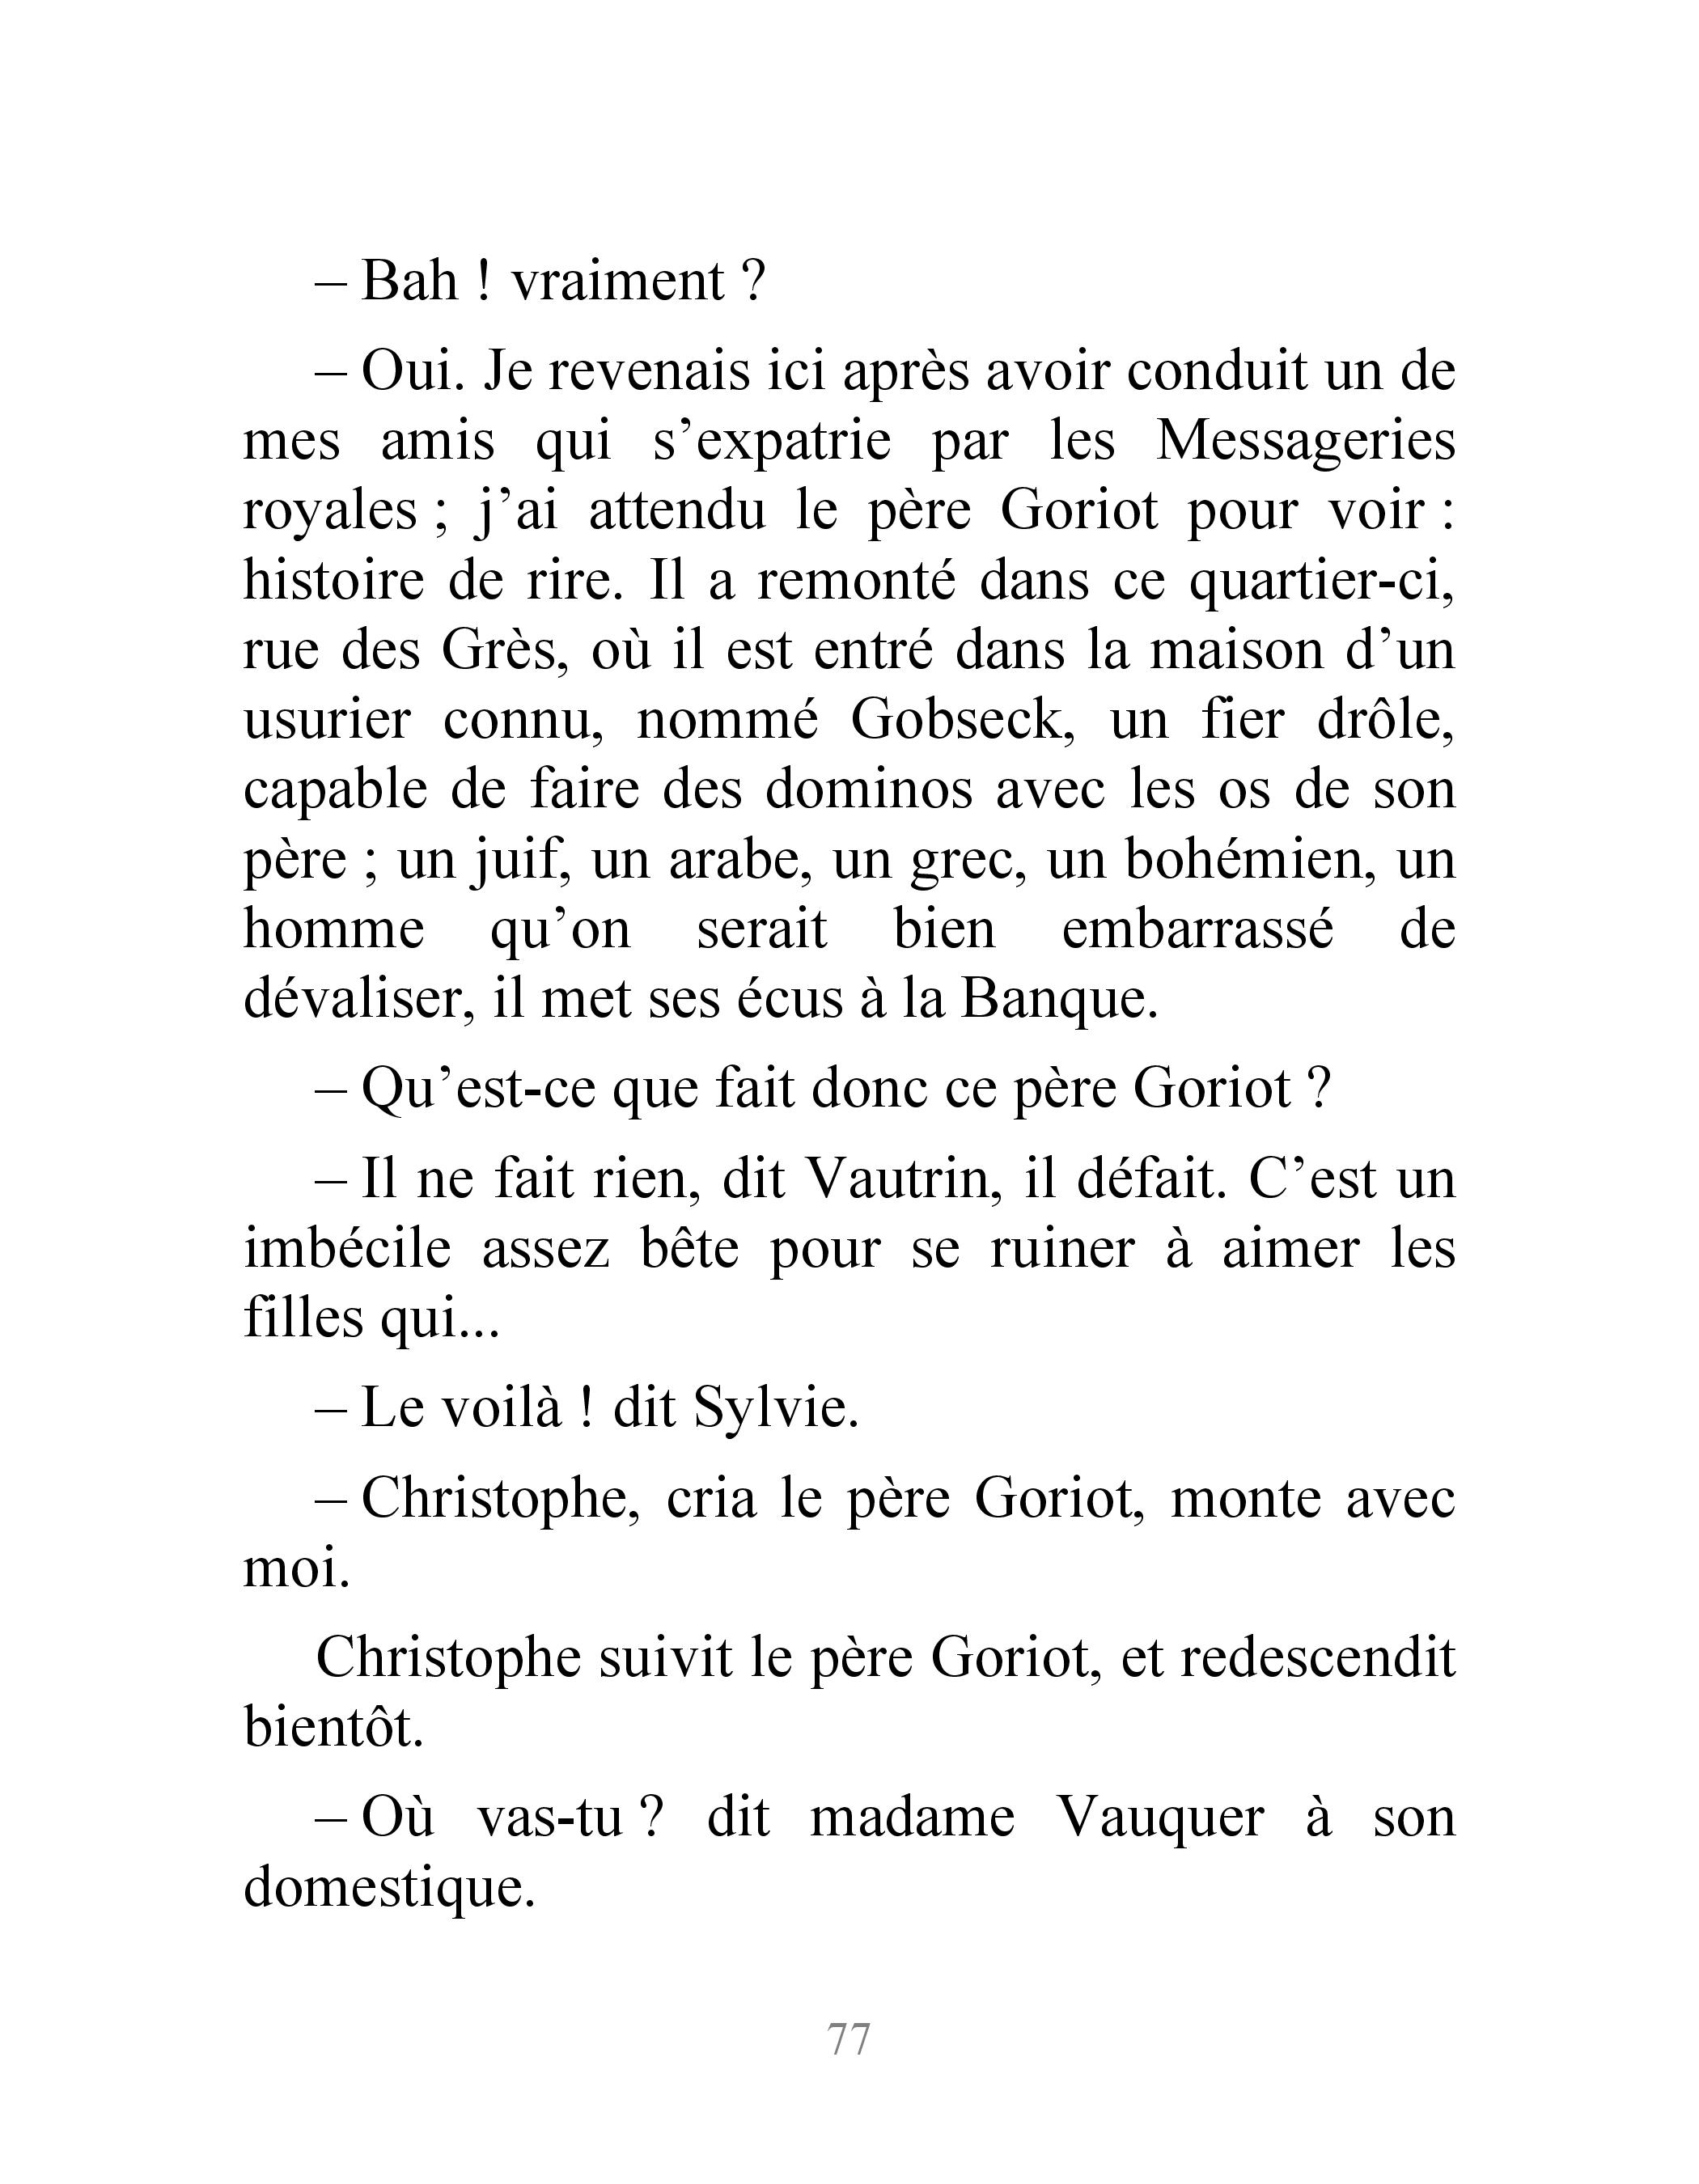 – Bah ! vraiment ?
– Oui. Je revenais ici après avoir conduit un de
mes amis qui s’expatrie par les Messageries
royales ; j’ai attendu le père Goriot pour voir :
histoire de rire. Il a remonté dans ce quartier-ci,
rue des Grès, où il est entré dans la maison d’un
usurier connu, nommé Gobseck, un fier drôle,
capable de faire des dominos avec les os de son
père ; un juif, un arabe, un grec, un bohémien, un
homme qu’on serait bien embarrassé de
dévaliser, il met ses écus à la Banque.
– Qu’est-ce que fait donc ce père Goriot ?
– Il ne fait rien, dit Vautrin, il défait. C’est un
imbécile assez bête pour se ruiner à aimer les
filles qui...
– Le voilà ! dit Sylvie.
– Christophe, cria le père Goriot, monte avec
moi.
Christophe suivit le père Goriot, et redescendit
bientôt.
– Où vas-tu ? dit madame Vauquer à son
domestique.
77